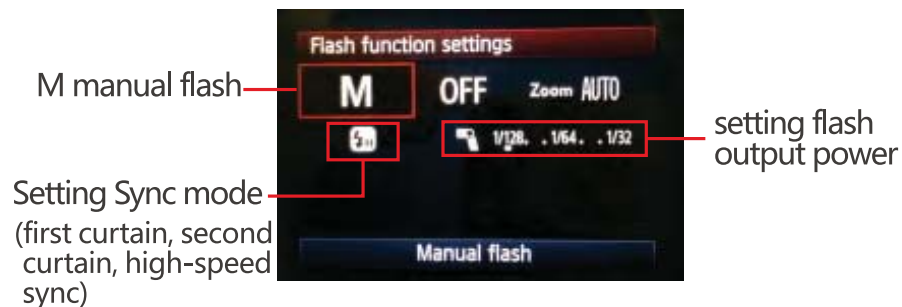 Flash function settings
M manual flash
M OFF Zoom AUTO
1/128. . 1/64. . 1/32
setting flash
output power
Setting Sync mode
(first curtain, second
curtain, high-speed
sync)
Manual flash